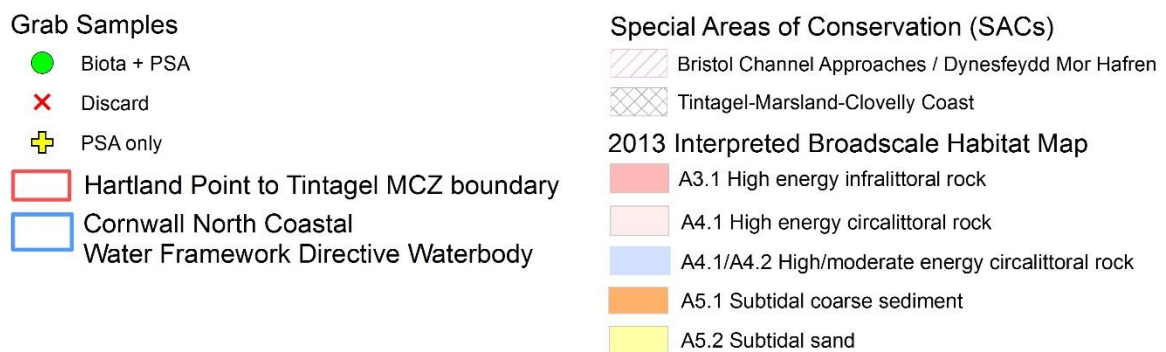 Grab Samples
Biota + PSA
Discard
PSA only
Hartland Point to Tintagel MCZ boundary
Cornwall North Coastal
Water Framework Directive Waterbody
Special Areas of Conservation (SACs)
Bristol Channel Approaches / Dynesfeydd Mor Hafren
Tintagel-Marsland-Clovelly Coast
2013 Interpreted Broadscale Habitat Map
A3.1 High energy infralittoral rock
A4.1 High energy circalittoral rock
A4.1/A4.2 High/moderate energy circalittoral rock
A5.1 Subtidal coarse sediment
A5.2 Subtidal sand